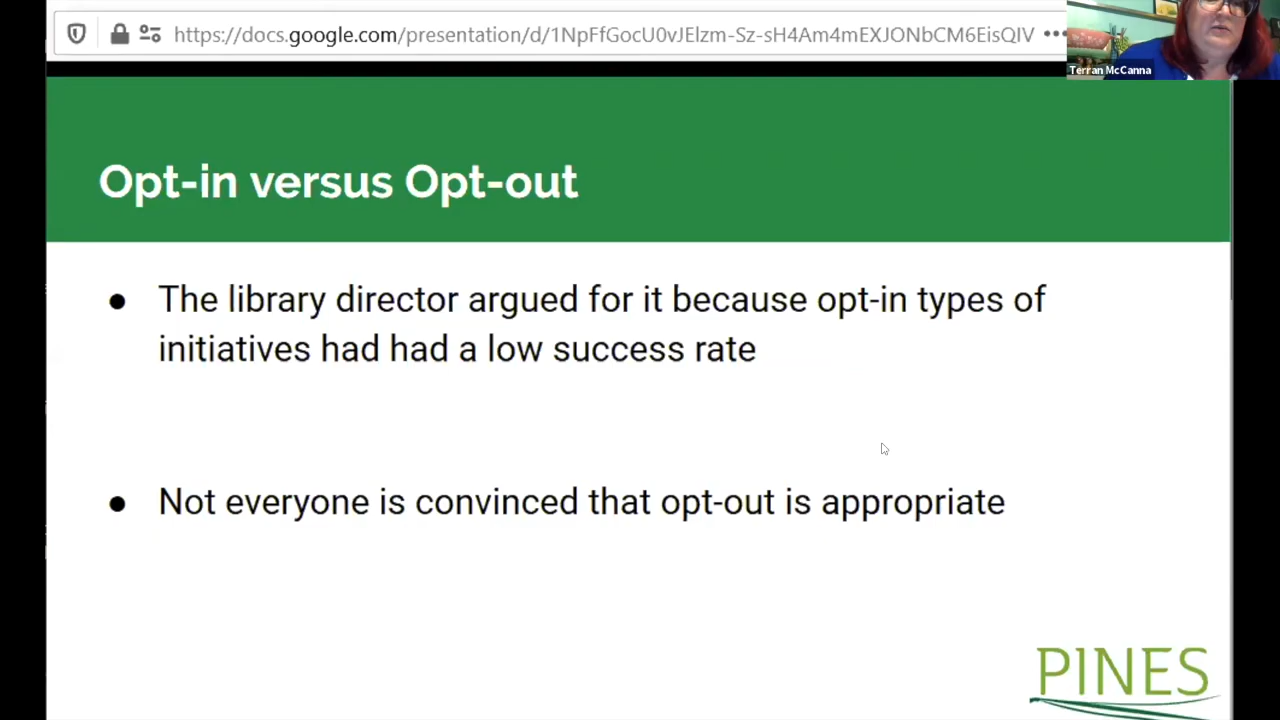 https://docs.google.com/presentation/d/1NpFfGocU0vJElzm-Sz-sH4Am4mEXJONbCM6EisQIV •••
Terran McCanna
Opt-in versus Opt-out
● The library director argued for it because opt-in types of
initiatives had had a low success rate
● Not everyone is convinced that opt-out is appropriate
PINES